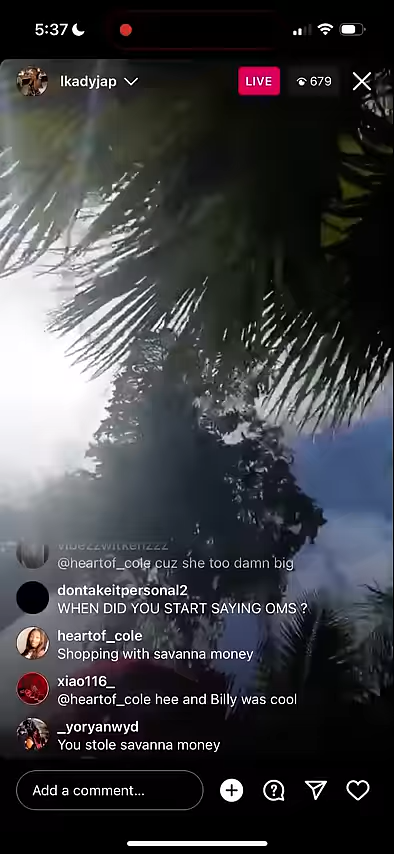 5:37
lkadyjap
LIVE
679
vibezzwitkenzzz
@heartof_cole cuz she too damn big
dontakeitpersonal2
WHEN DID YOU START SAYING OMS ?
heartof_cole
Shopping with savanna money
xiao116_
@heartof_cole hee and Billy was cool
_yoryanwyd
You stole savanna money
Add a comment...